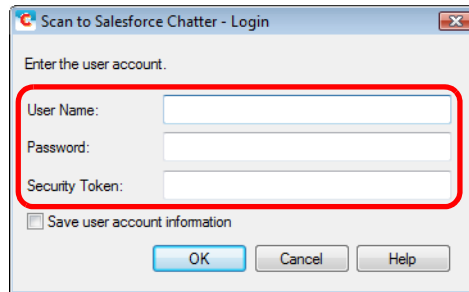 Scan to Salesforce Chatter - Login
Enter the user account.
User Name:
Password:
Security Token:
Save user account information
OK Cancel Help